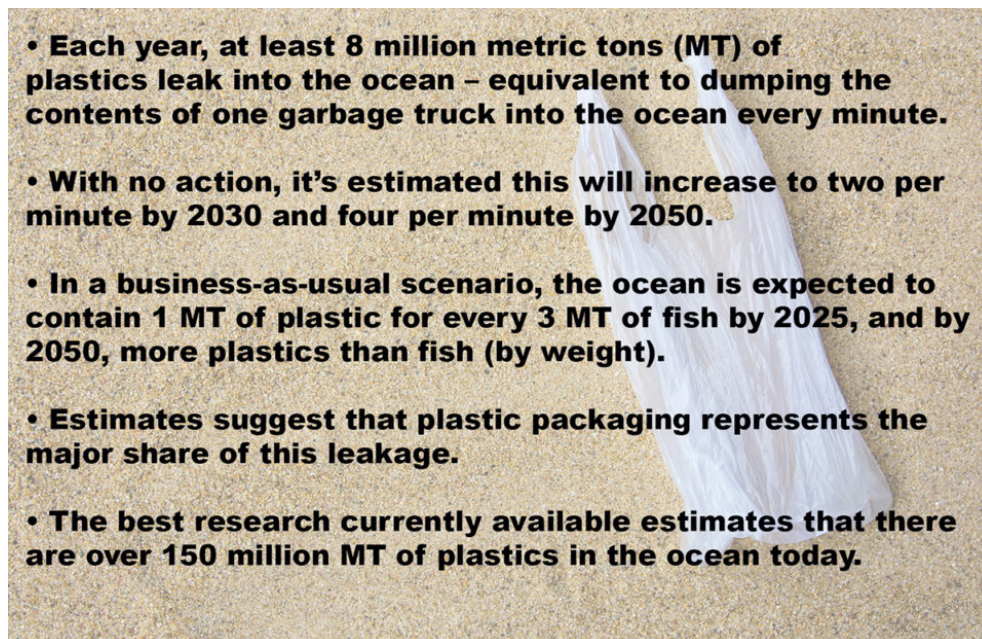 • Each year, at least 8 million metric tons (MT) of
plastics leak into the ocean – equivalent to dumping the
contents of one garbage truck into the ocean every minute.
• With no action, it’s estimated this will increase to two per
minute by 2030 and four per minute by 2050.
• In a business-as-usual scenario, the ocean is expected to
contain 1 MT of plastic for every 3 MT of fish by 2025, and by
2050, more plastics than fish (by weight).
• Estimates suggest that plastic packaging represents the
major share of this leakage.
• The best research currently available estimates that there
are over 150 million MT of plastics in the ocean today.